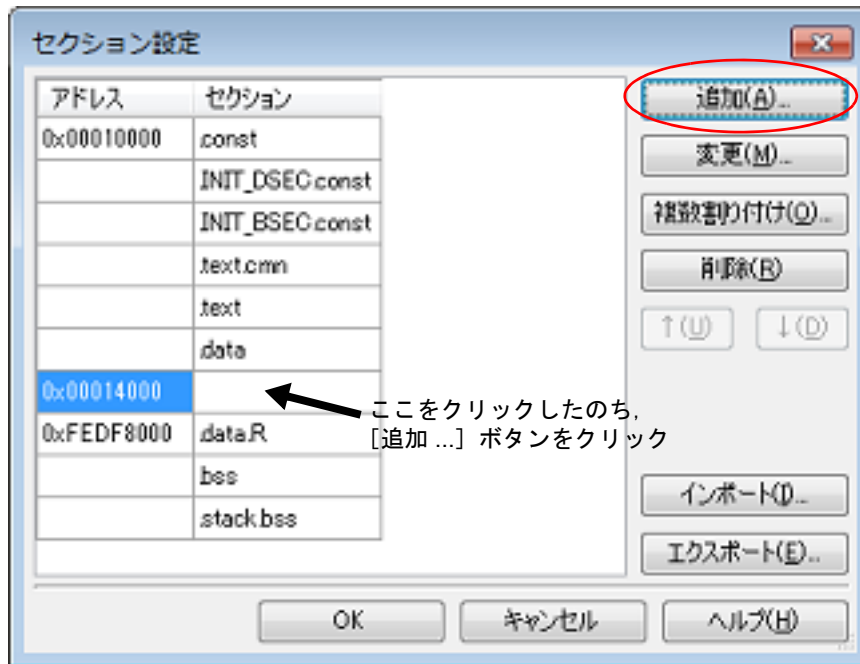 セクション設定
アドレス セクション
追加(A)...
0x00010000 .const
変更(M)...
.INIT_DSEC.const
.INIT_BSEC.const
複数割り付け(O)...
.text.cmn
削除(R)
.text
↑(U) ↓(D)
.data
0x00014000
ここをクリックしたのち,
0xFEDF8000 .data.R
［追加 ...］ボタンをクリック
.bss
インポート(I)...
.stack.bss
エクスポート(E)...
OK キャンセル ヘルプ(H)